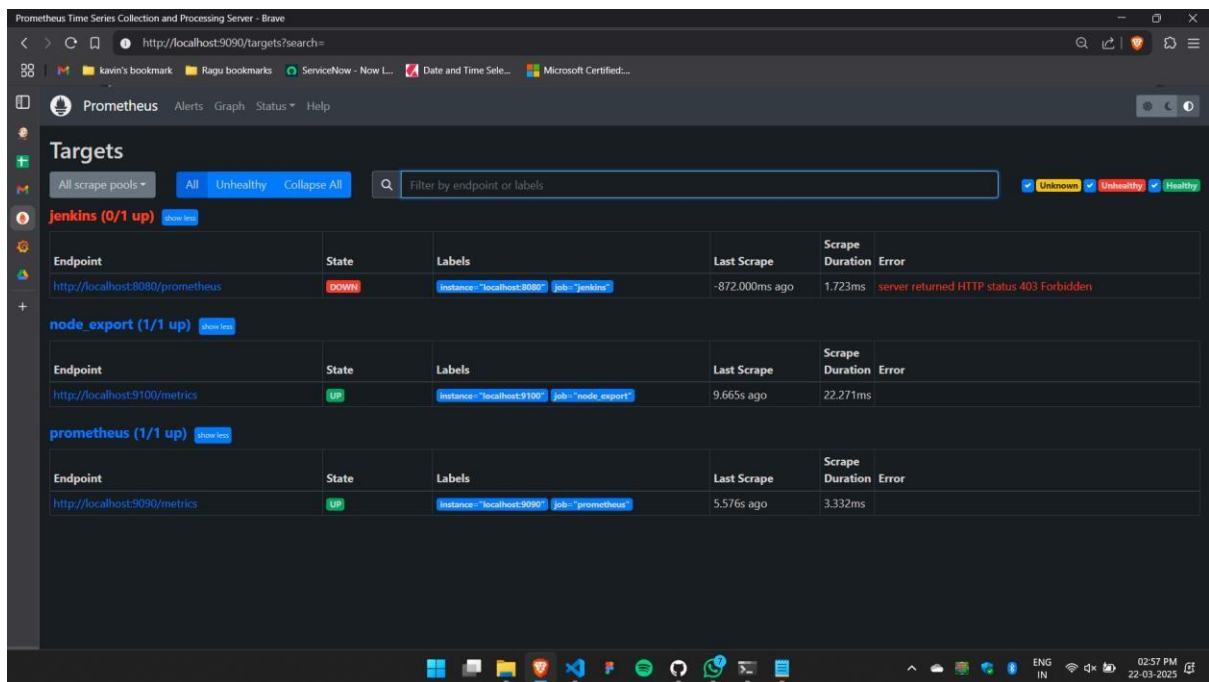 Prometheus Time Series Collection and Processing Server - Brave
http://localhost:9090/targets?search=
kavin's bookmark Ragu bookmarks ServiceNow - Now L... Date and Time Sele... Microsoft Certified:...
Prometheus Alerts Graph Status Help
Targets
All scrape pools All Unhealthy Collapse All Filter by endpoint or labels Unknown Unhealthy Healthy
jenkins (0/1 up) show less
Endpoint State Labels Last Scrape Scrape Duration Error
http://localhost:8080/prometheus DOWN instance="localhost:8080" job="jenkins" -872.000ms ago 1.723ms server returned HTTP status 403 Forbidden
node_export (1/1 up) show less
Endpoint State Labels Last Scrape Scrape Duration Error
http://localhost:9100/metrics UP instance="localhost:9100" job="node_export" 9.665s ago 22.271ms
prometheus (1/1 up) show less
Endpoint State Labels Last Scrape Scrape Duration Error
http://localhost:9090/metrics UP instance="localhost:9090" job="prometheus" 5.576s ago 3.332ms
7
ENG 02:57 PM
IN 22-03-2025